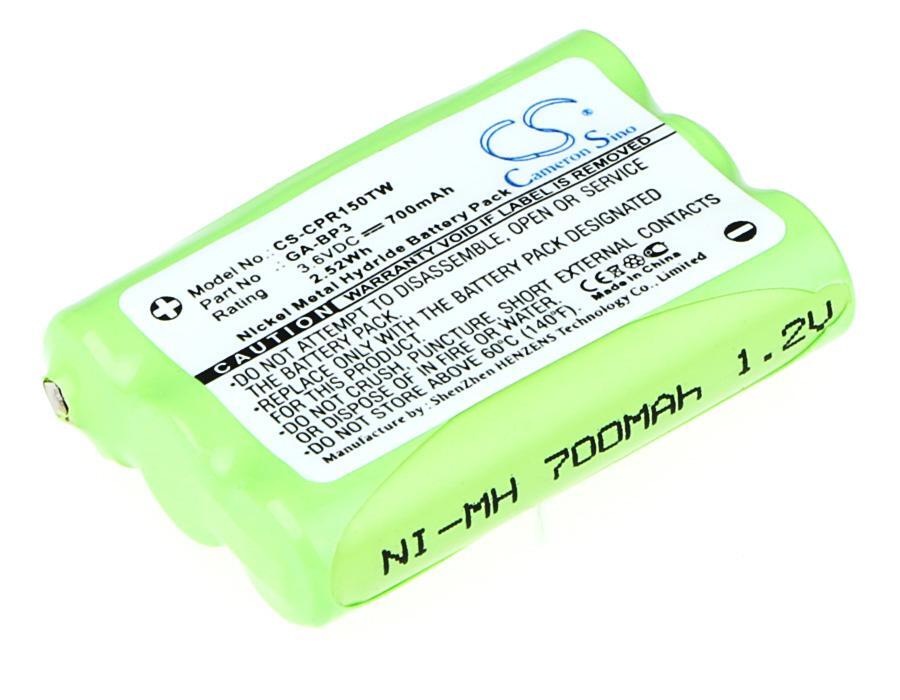 CS ®
Cameron Sino
Model No. : CS-CPR150TW
Part No. : GA-BP3
Rating : 3.6VDC ⎓ 700mAh
2.52Wh
Nickel Metal Hydride Battery Pack
CAUTION WARRANTY VOID IF LABEL REMOVED
•DO NOT ATTEMPT TO DISASSEMBLE, OPEN OR SERVICE
THE BATTERY PACK.
•REPLACE ONLY WITH THE EXACT BATTERY
FOR THIS PRODUCT.
•DO NOT CRUSH, PUNCTURE, SHORT EXTERNAL CONTACTS
OR DISPOSE OF IN FIRE OR WATER.
•DO NOT STORE ABOVE 60°C (140°F).
CE
Made in China
Manufacture by : ShenZhen HENZENS Technology Co., Limited
NI-MH 700MAh 1.2V